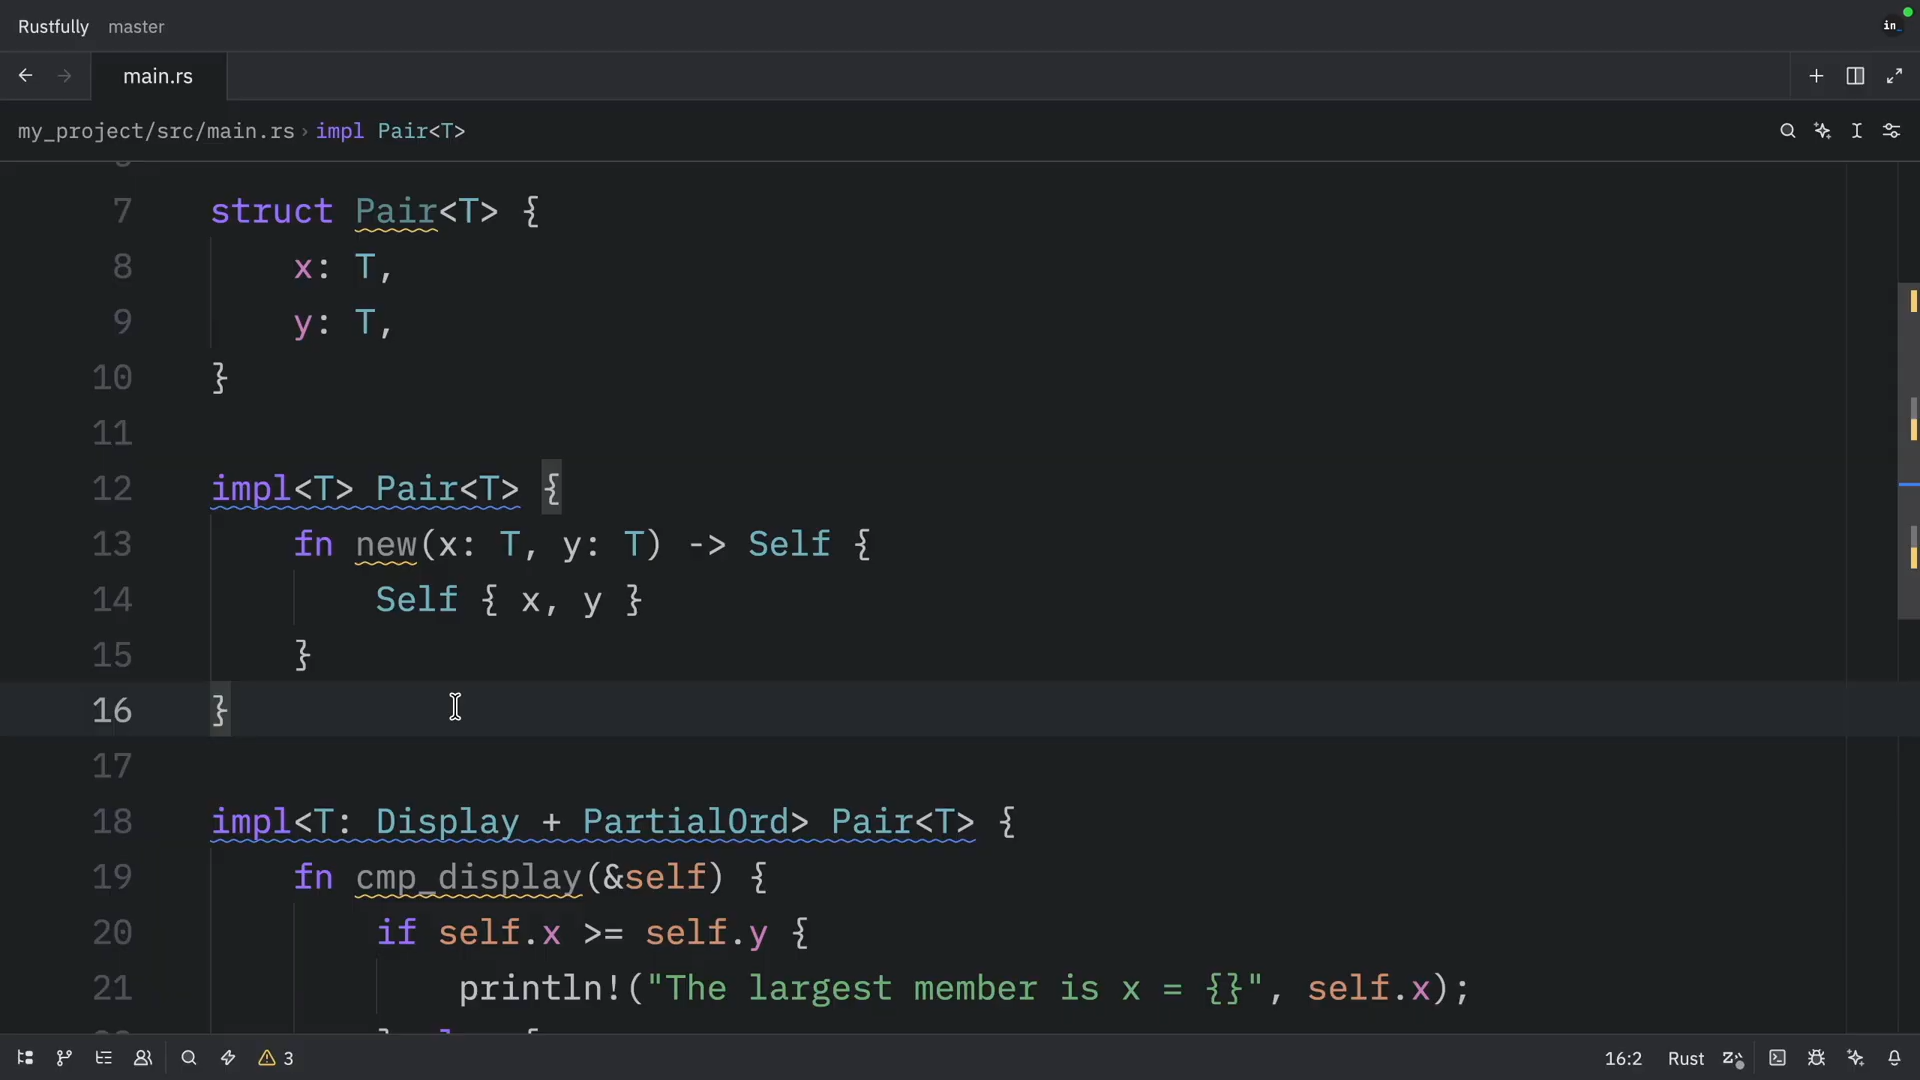 Rustfully master
in_
main.rs
my_project/src/main.rs › impl Pair<T>
7 struct Pair<T> {
8     x: T,
9     y: T,
10 }
11
12 impl<T> Pair<T> {
13     fn new(x: T, y: T) -> Self {
14         Self { x, y }
15     }
16 }
17
18 impl<T: Display + PartialOrd> Pair<T> {
19     fn cmp_display(&self) {
20         if self.x >= self.y {
21             println!("The largest member is x = {}", self.x);
3 16:2 Rust